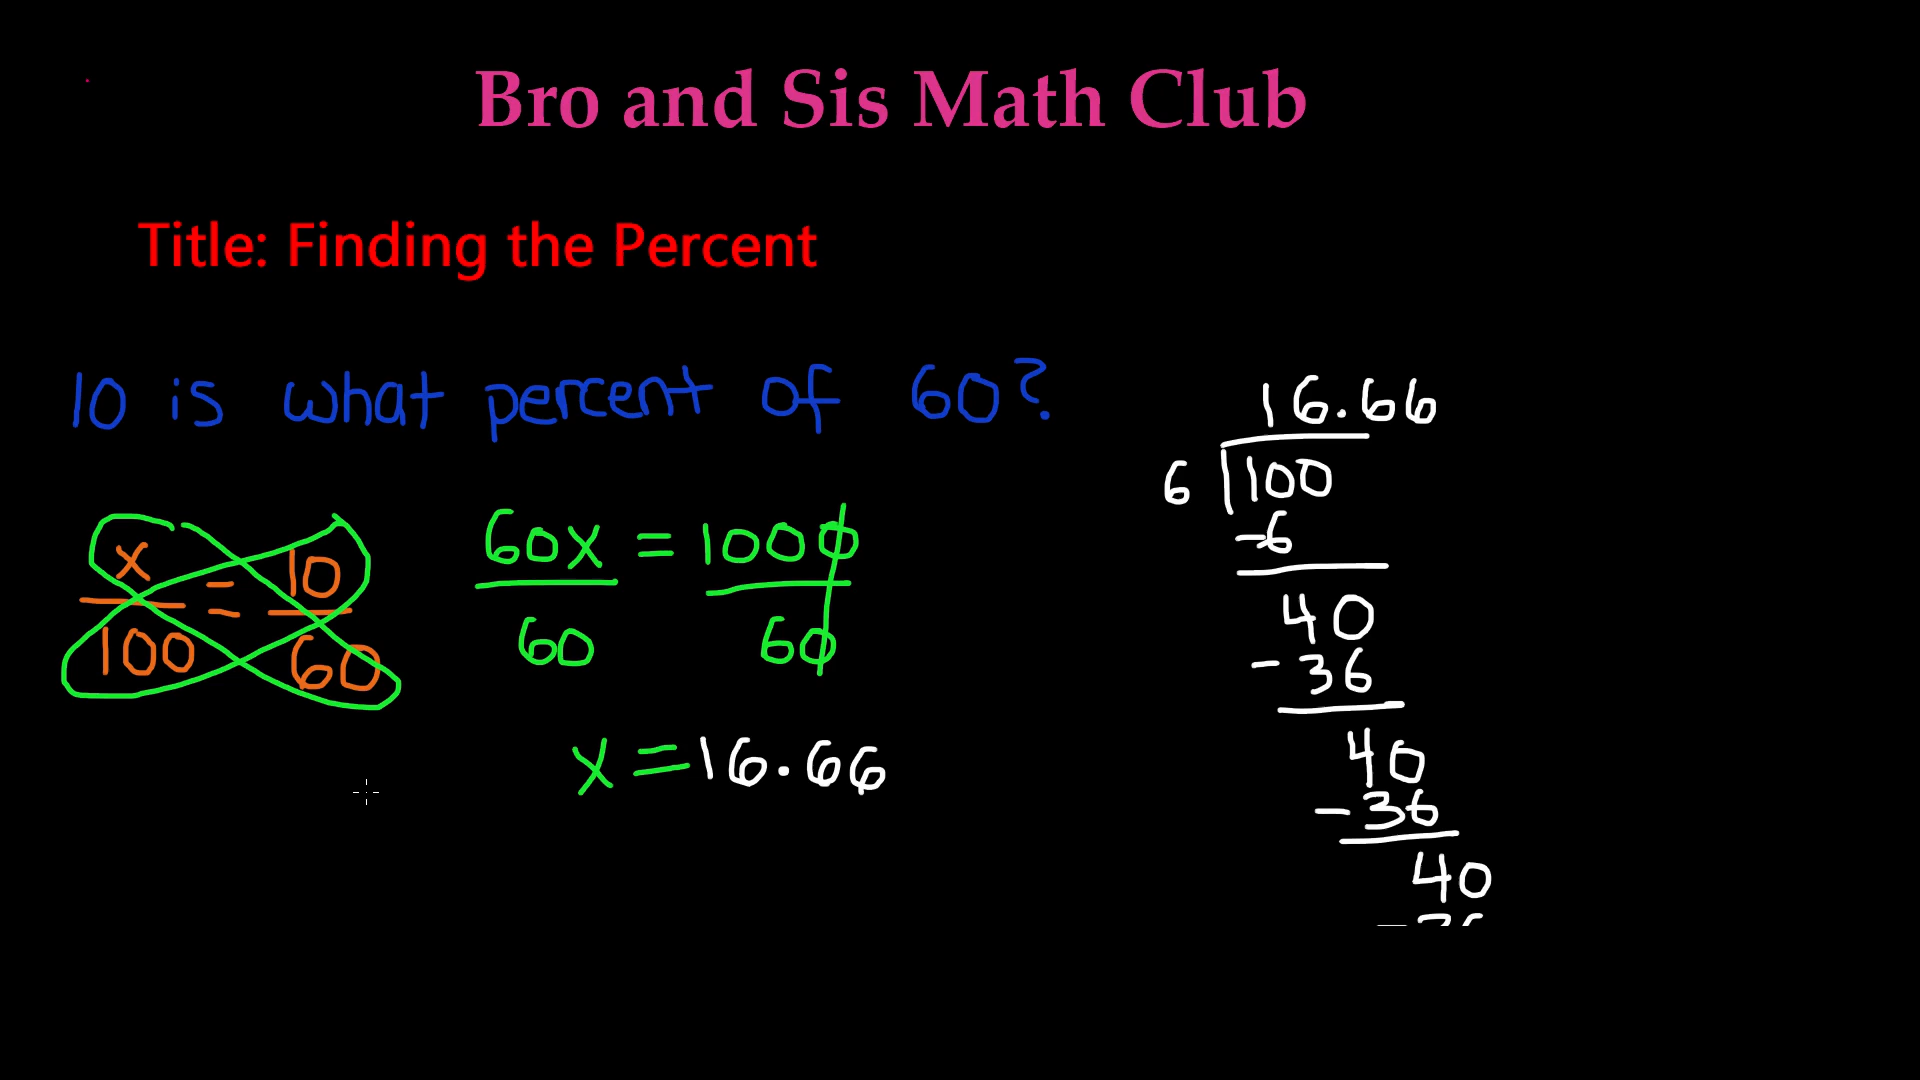 Bro and Sis Math Club
Title: Finding the Percent
10 is what percent of 60?
x = 10
100 60
60x = 1000
60 60
x = 16.66
16.66
6 100
-6
40
-36
40
-36
40